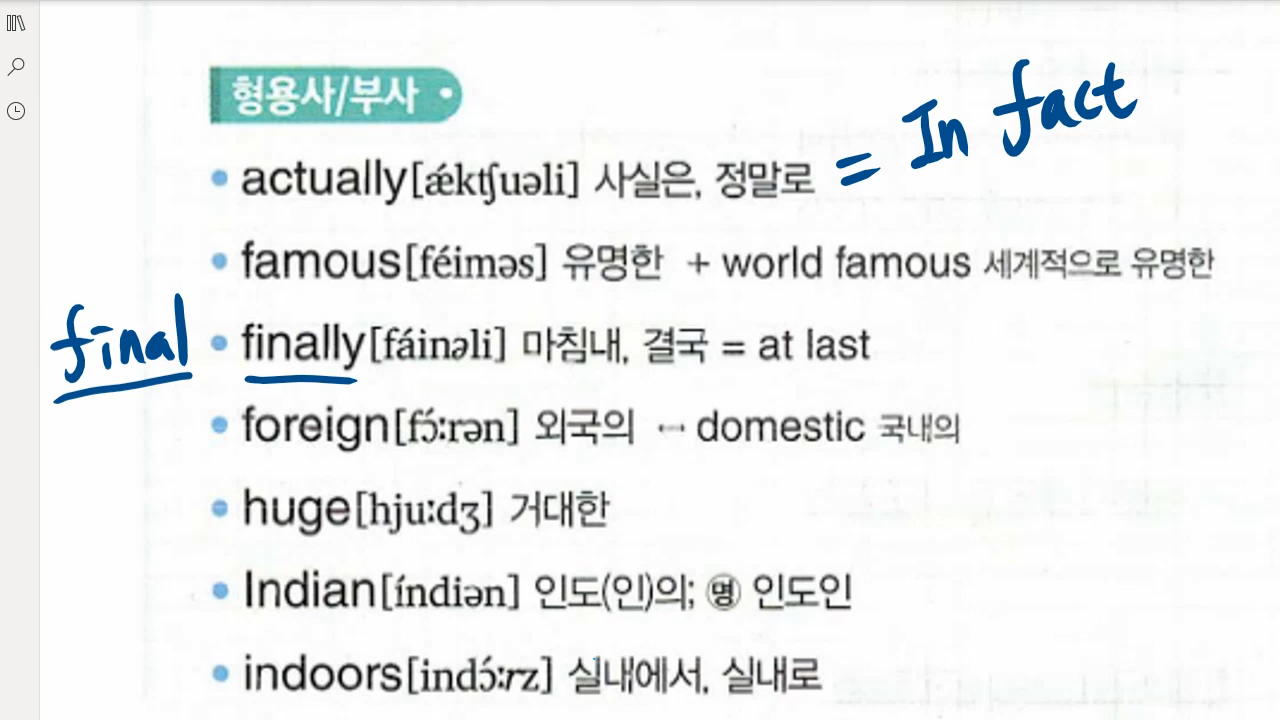 형용사/부사
actually[ǽktʃuəli] 사실은, 정말로 = In fact
famous[féiməs] 유명한 + world famous 세계적으로 유명한
final finally[fáinəli] 마침내, 결국 = at last
foreign[fɔ́:rən] 외국의 ↔ domestic 국내의
huge[hju:dʒ] 거대한
Indian[índiən] 인도(인)의; 명 인도인
indoors[indɔ́:rz] 실내에서, 실내로